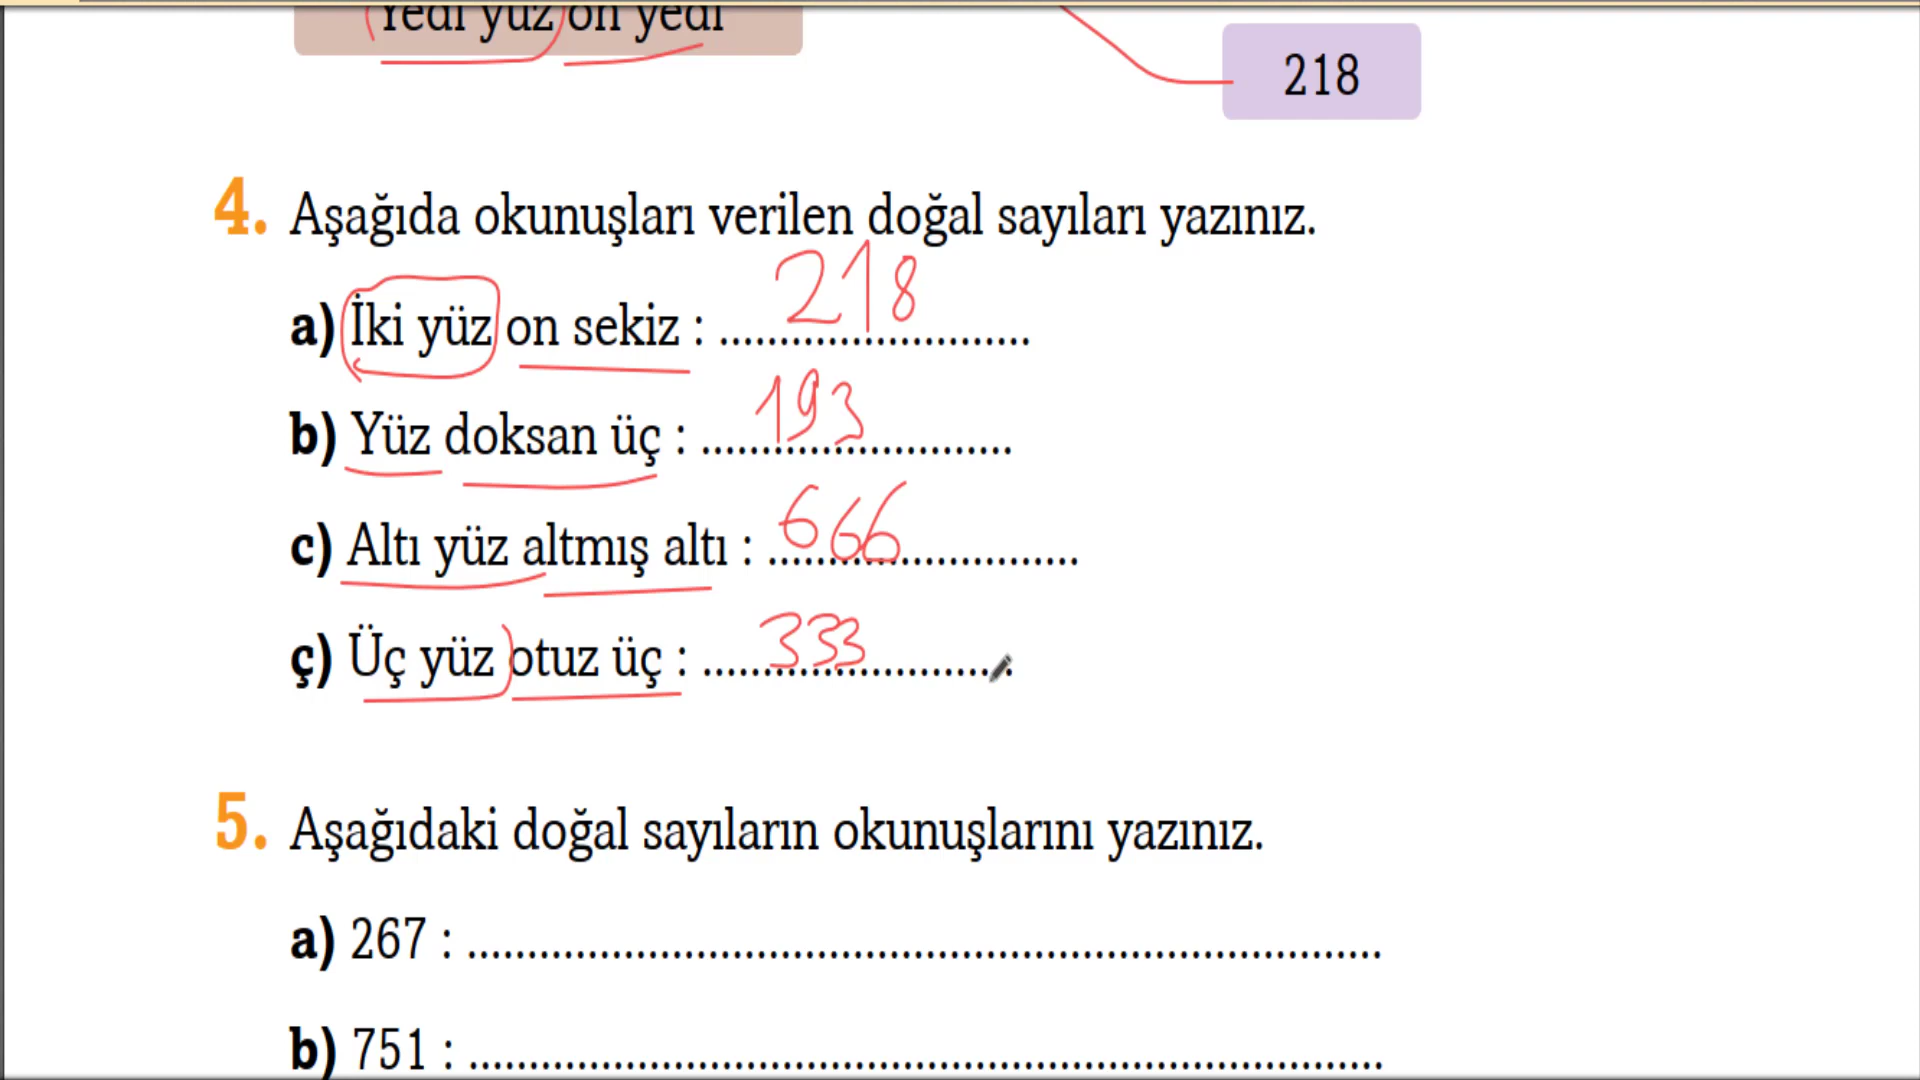 Yedi yüz on yedi
218
4. Aşağıda okunuşları verilen doğal sayıları yazınız.
a) İki yüz on sekiz : .......................... 218
b) Yüz doksan üç : .......................... 193
c) Altı yüz altmış altı : .......................... 666
ç) Üç yüz otuz üç : .......................... 333
5. Aşağıdaki doğal sayıların okunuşlarını yazınız.
a) 267 : ............................................................................
b) 751 : ............................................................................